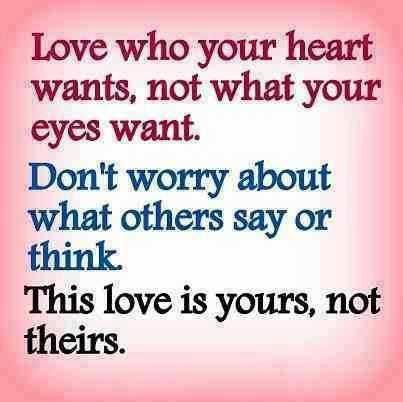 Love who your heart
wants, not what your
eyes want.
Don't worry about
what others say or
think.
This love is yours, not
theirs.